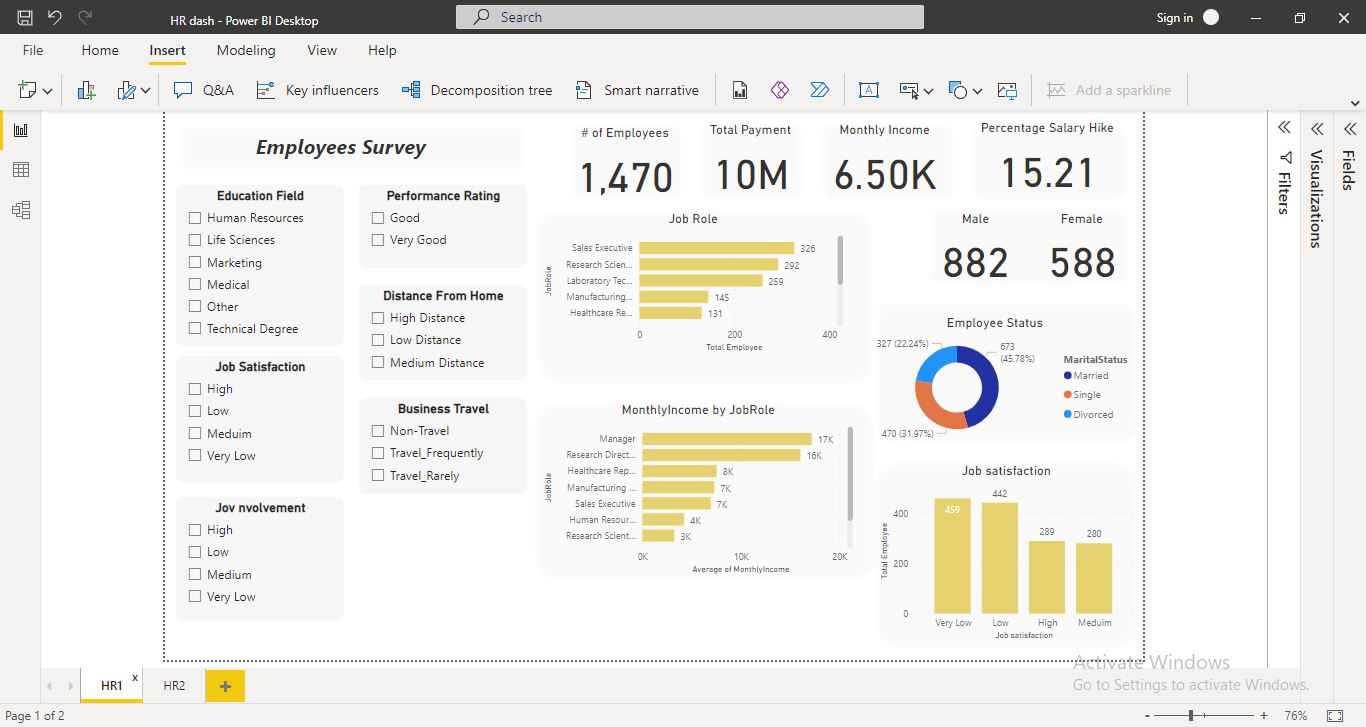 HR dash - Power BI Desktop
Search
Sign in
File
Home
Insert
Modeling
View
Help
Q&A
Key influencers
Decomposition tree
Smart narrative
A
Add a sparkline
Employees Survey
# of Employees
1,470
Total Payment
10M
Monthly Income
6.50K
Percentage Salary Hike
15.21
Filters
Visualizations
Fields
Education Field
Human Resources
Life Sciences
Marketing
Medical
Other
Technical Degree
Performance Rating
Good
Very Good
Distance From Home
High Distance
Low Distance
Medium Distance
Job Satisfaction
High
Low
Meduim
Very Low
Business Travel
Non-Travel
Travel_Frequently
Travel_Rarely
Jov nvolvement
High
Low
Medium
Very Low
Job Role
JobRole
Sales Executive 326
Research Scien... 292
Laboratory Tec... 259
Manufacturing... 145
Healthcare Re... 131
0 200 400
Total Employee
Male
882
Female
588
Employee Status
327 (22.24%)
673
(45.78%)
470 (31.97%)
MaritalStatus
Married
Single
Divorced
MonthlyIncome by JobRole
JobRole
Manager 17K
Research Direct... 16K
Healthcare Rep... 8K
Manufacturing ... 7K
Sales Executive 7K
Human Resour... 4K
Research Scient... 3K
0K 10K 20K
Average of MonthlyIncome
Job satisfaction
Total Employee
400
200
0
459
442
289
280
Very Low Low High Meduim
Job satisfaction
Activate Windows
Go to Settings to activate Windows.
HR1 x
HR2
+
Page 1 of 2
- + 76%